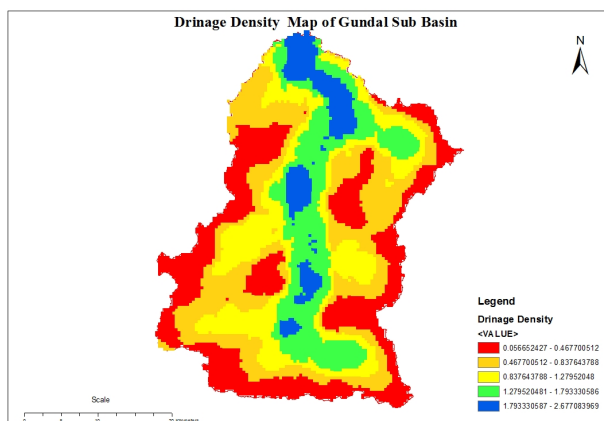 Drinage Density Map of Gundal Sub Basin
N
Legend
Drinage Density
<VALUE>
0.056652427 - 0.467700512
0.467700512 - 0.837643788
0.837643788 - 1.27952048
1.279520481 - 1.793330586
1.793330587 - 2.677083969
Scale